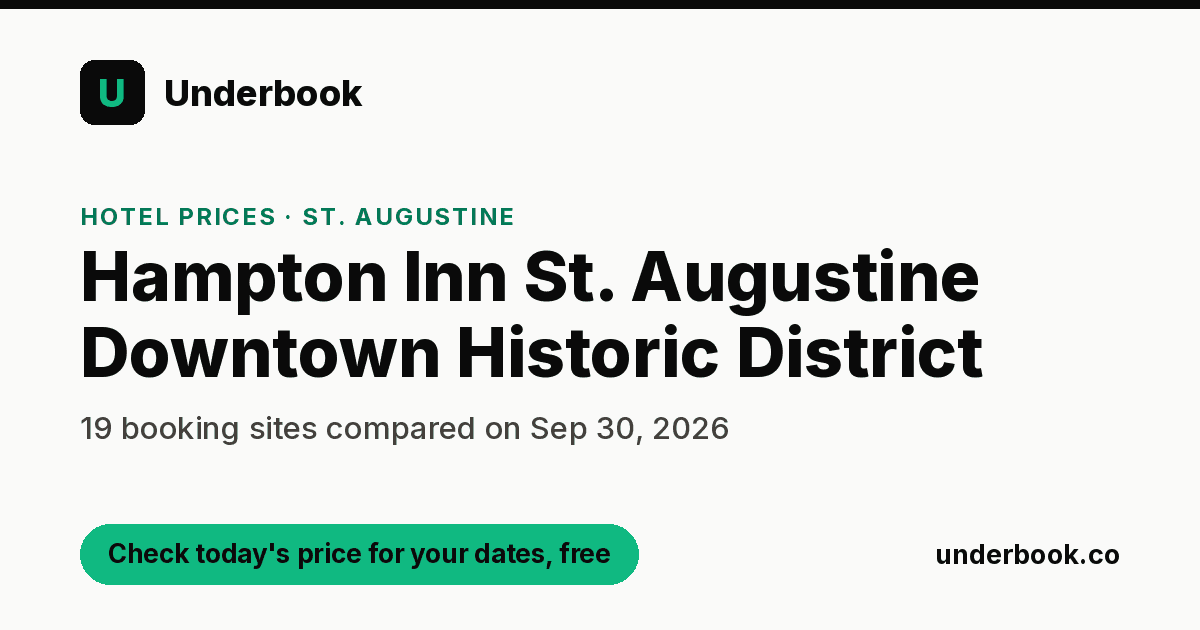 U Underbook
HOTEL PRICES · ST. AUGUSTINE
Hampton Inn St. Augustine
Downtown Historic District
19 booking sites compared on Sep 30, 2026
Check today's price for your dates, free
underbook.co